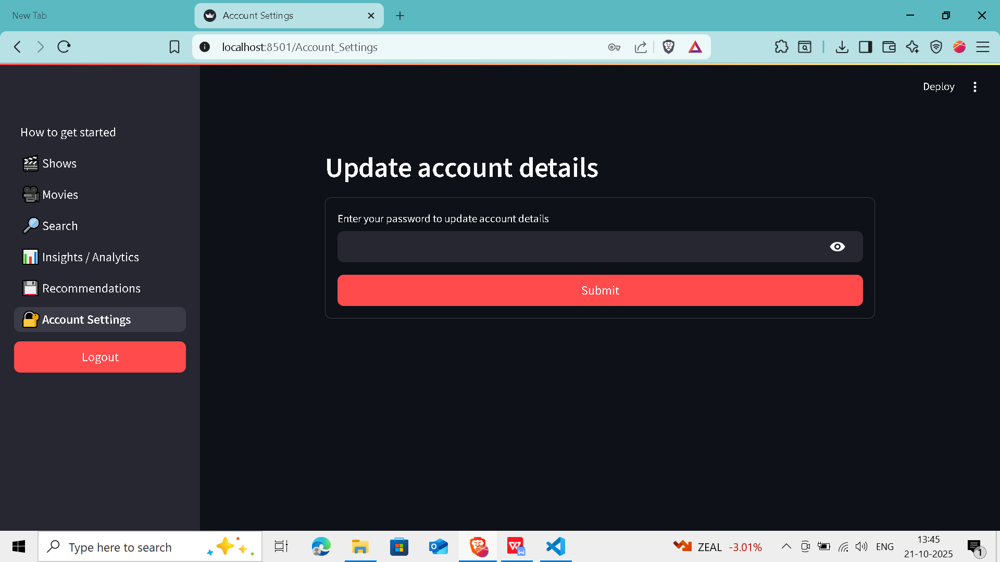 New Tab
Account Settings
localhost:8501/Account_Settings
Deploy
How to get started
Shows
Movies
Search
Insights / Analytics
Recommendations
Account Settings
Logout
Update account details
Enter your password to update account details
Submit
Type here to search
ZEAL -3.01%
ENG
13:45
21-10-2025
1